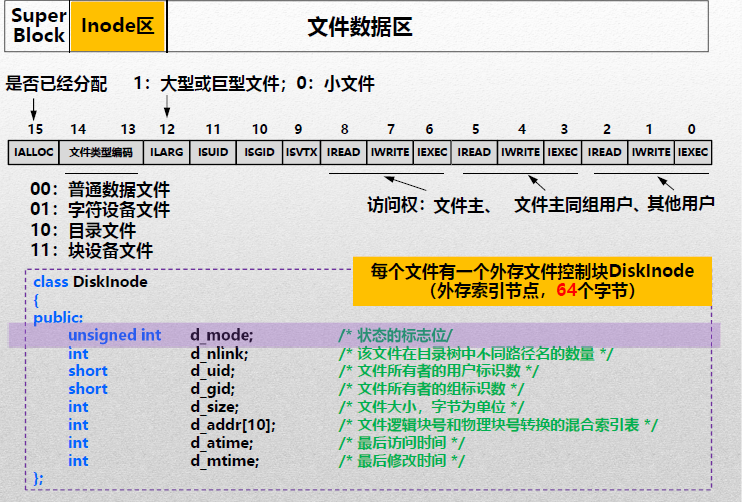 Super Block Inode区 文件数据区
是否已经分配 1：大型或巨型文件；0：小文件
15 14 13 12 11 10 9 8 7 6 5 4 3 2 1 0
IALLOC 文件类型编码 ILARG ISUID ISGID ISVTX IREAD IWRITE IEXEC IREAD IWRITE IEXEC IREAD IWRITE IEXEC
访问权：文件主、 文件主同组用户、其他用户
00：普通数据文件
01：字符设备文件
10：目录文件
11：块设备文件
每个文件有一个外存文件控制块DiskInode
（外存索引节点，64个字节）
class DiskInode
{
public:
unsigned int d_mode; /* 状态的标志位/
int d_nlink; /* 该文件在目录树中不同路径名的数量 */
short d_uid; /* 文件所有者的用户标识数 */
short d_gid; /* 文件所有者的组标识数 */
int d_size; /* 文件大小，字节为单位 */
int d_addr[10]; /* 文件逻辑块号和物理块号转换的混合索引表 */
int d_atime; /* 最后访问时间 */
int d_mtime; /* 最后修改时间 */
};